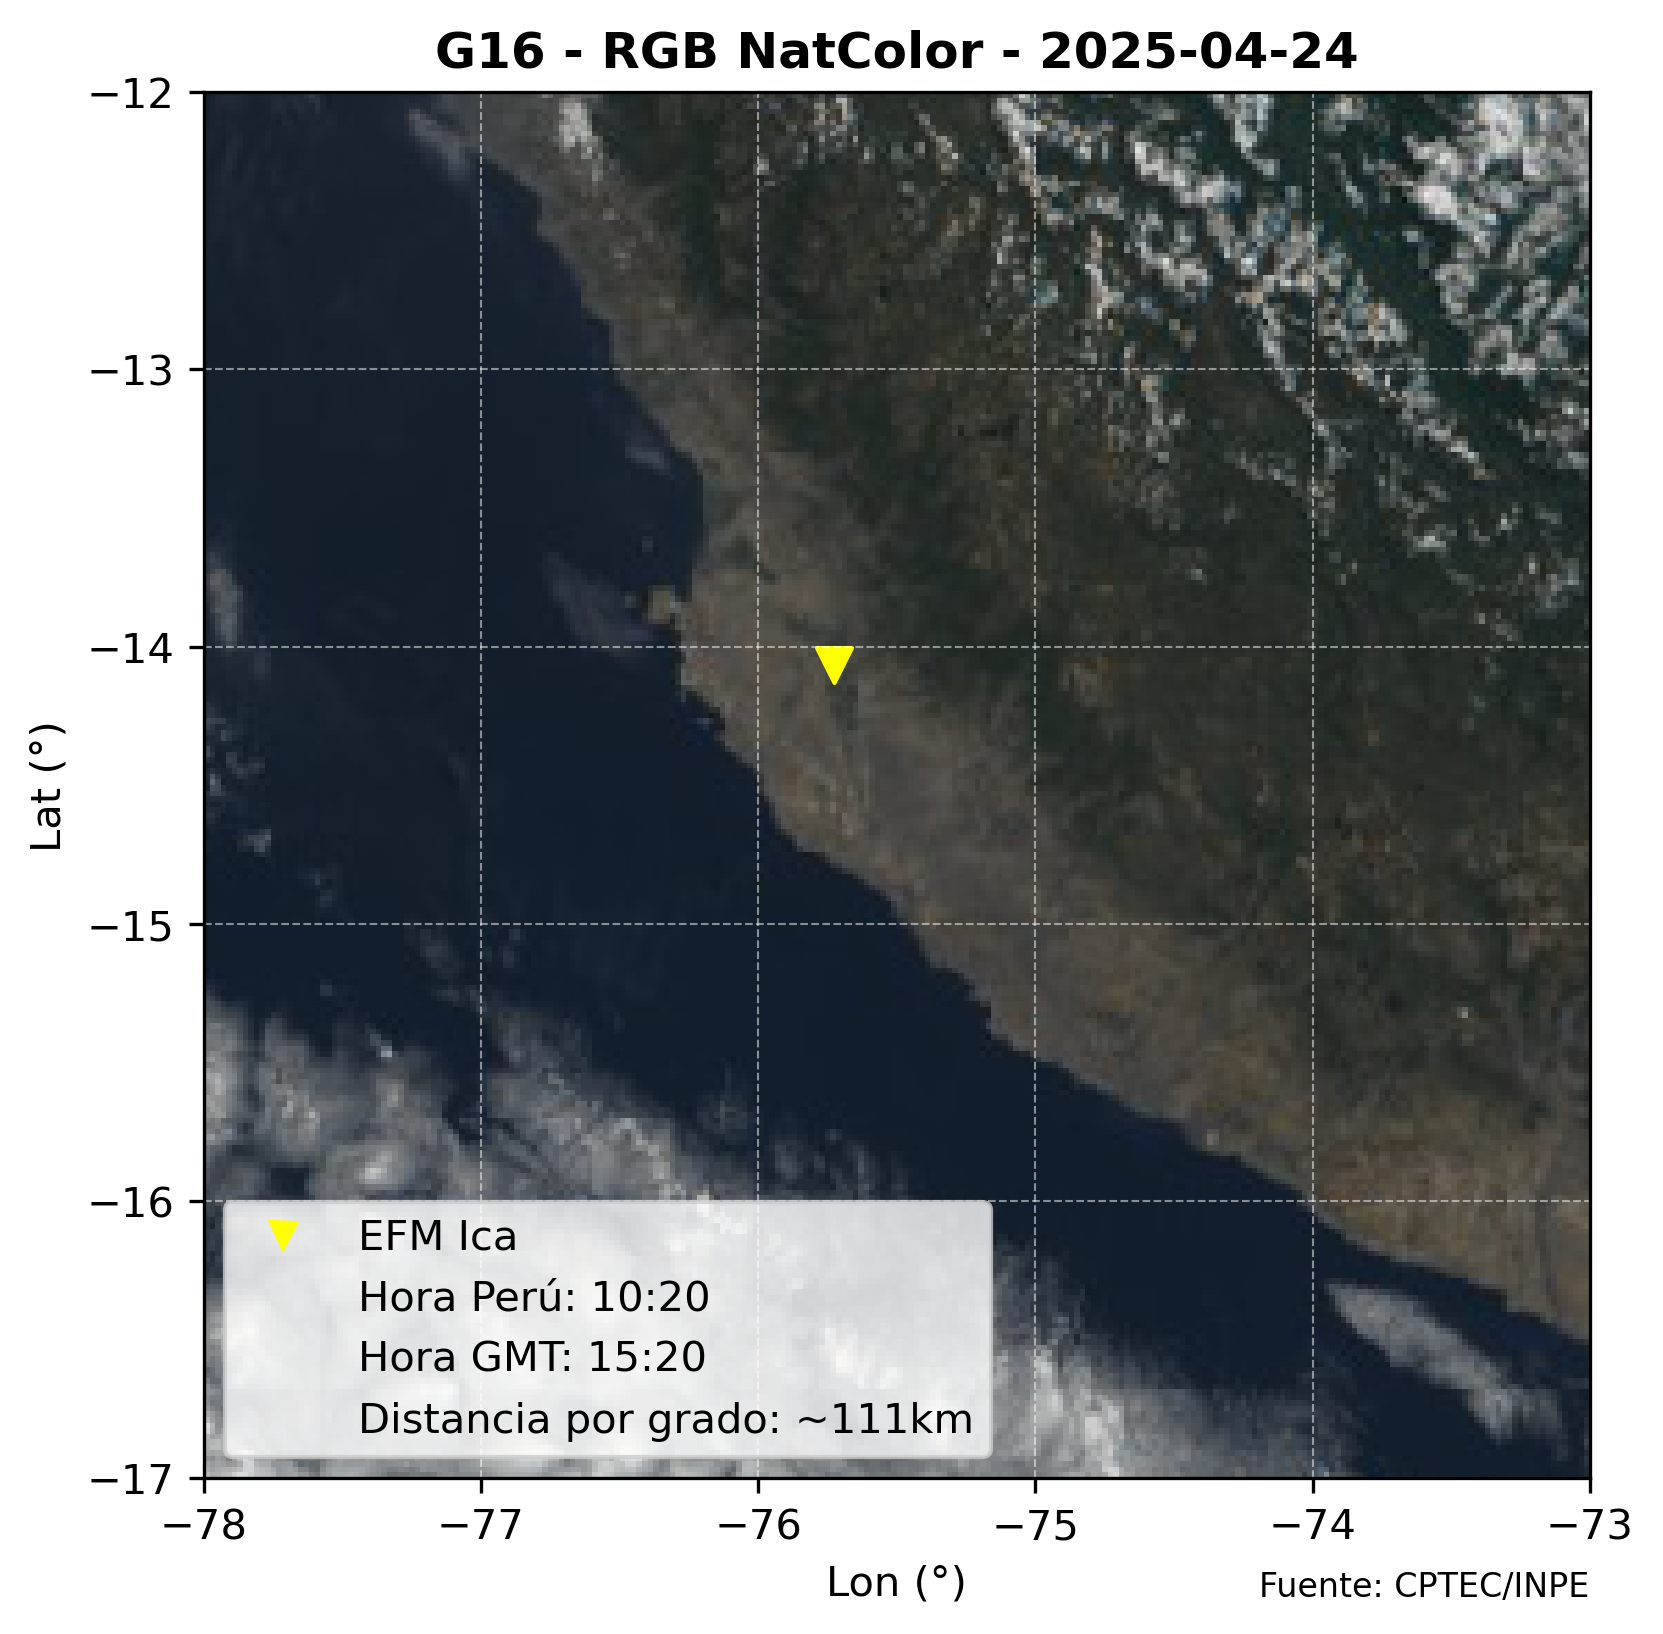 G16 - RGB NatColor - 2025-04-24
−12
−13
−14
−15
−16
−17
Lat (°)
EFM Ica
Hora Perú: 10:20
Hora GMT: 15:20
Distancia por grado: ~111km
−78
−77
−76
−75
−74
−73
Lon (°)
Fuente: CPTEC/INPE